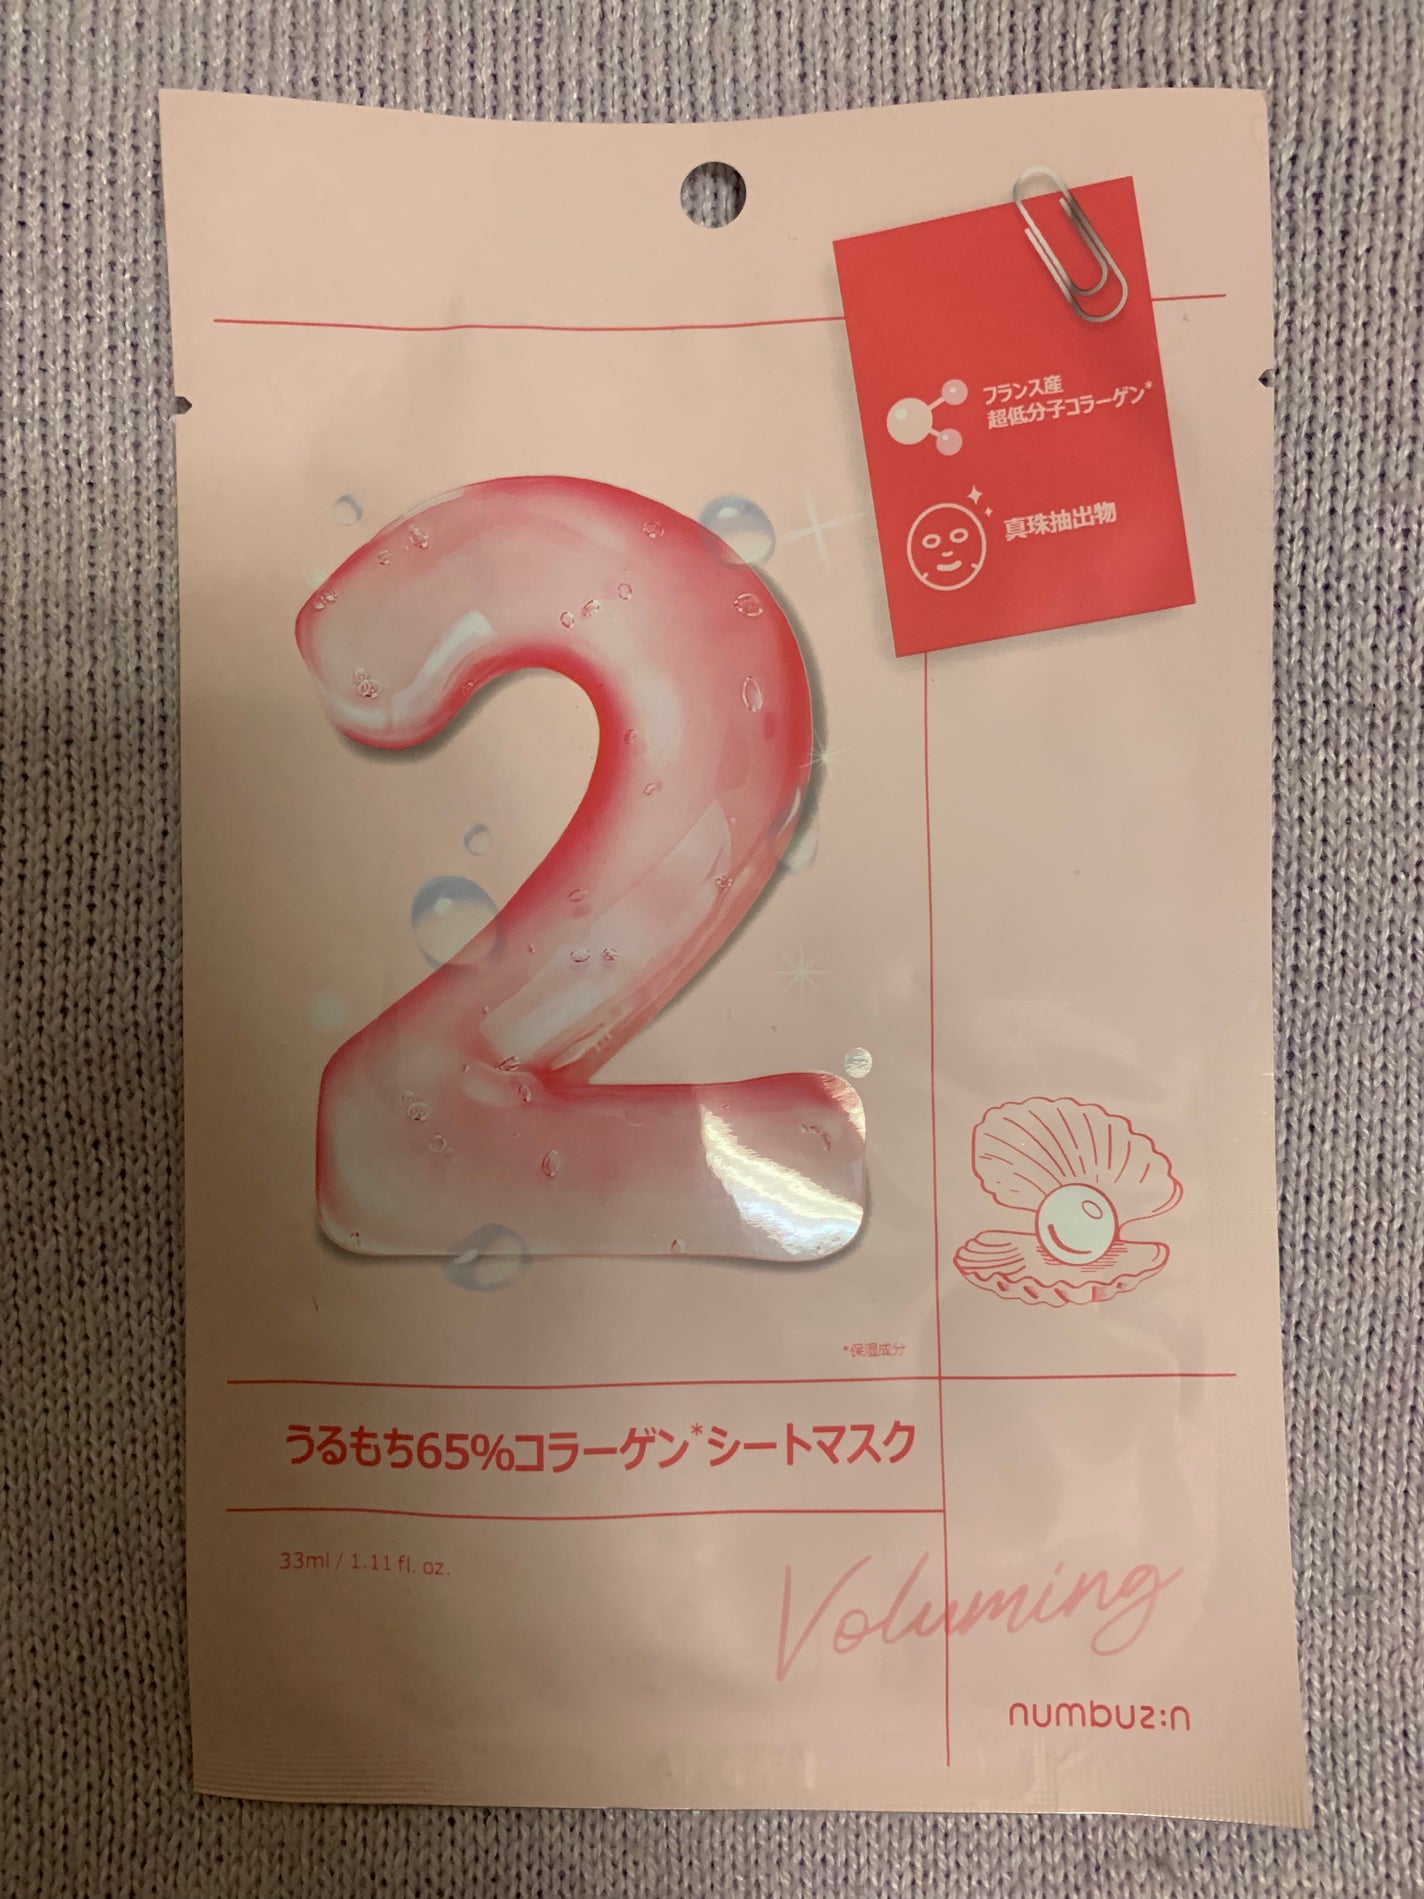 フランス産
超低分子コラーゲン*
真珠抽出物
2
*保湿成分
うるもち65%コラーゲン*シートマスク
33ml / 1.11 fl. oz.
Voluming
numbuz:n